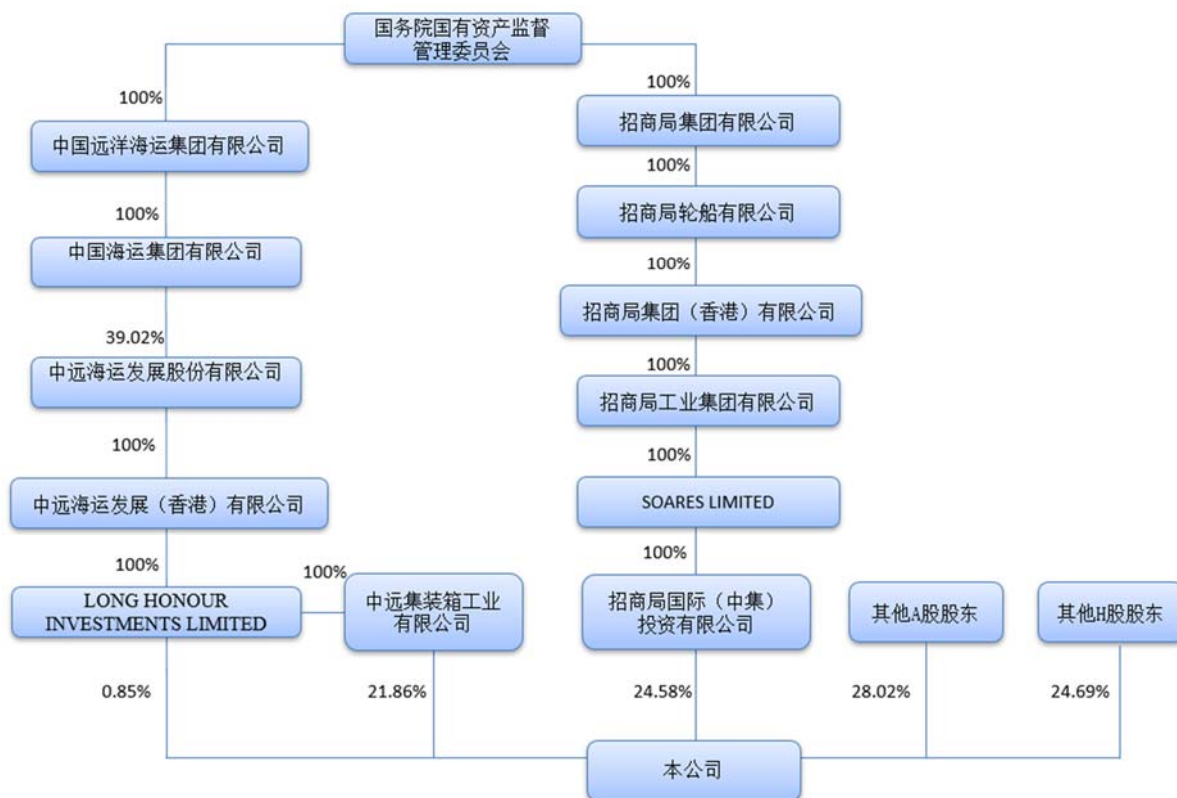 国务院国有资产监督
管理委员会
100%
100%
中国远洋海运集团有限公司
招商局集团有限公司
100%
100%
中国海运集团有限公司
招商局轮船有限公司
100%
39.02%
招商局集团（香港）有限公司
中远海运发展股份有限公司
100%
招商局工业集团有限公司
100%
100%
中远海运发展（香港）有限公司
SOARES LIMITED
100%
100%
100%
LONG HONOUR
INVESTMENTS LIMITED
中远集装箱工业
有限公司
招商局国际（中集）
投资有限公司
其他A股股东
其他H股股东
0.85%
21.86%
24.58%
28.02%
24.69%
本公司